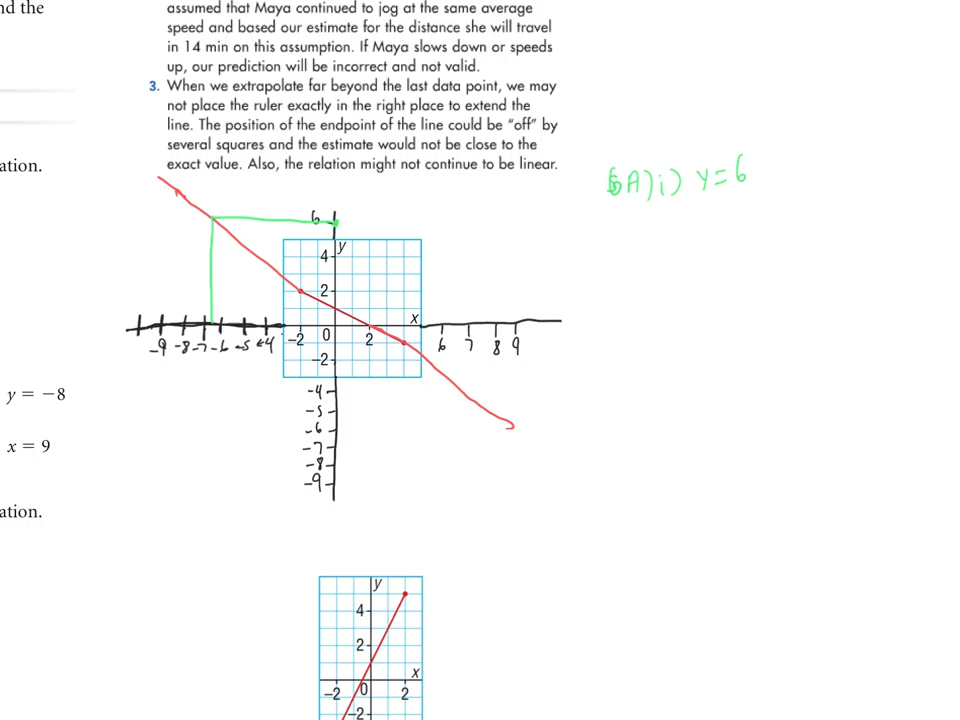 nd the
assumed that Maya continued to jog at the same average
speed and based our estimate for the distance she will travel
in 14 min on this assumption. If Maya slows down or speeds
up, our prediction will be incorrect and not valid.
3. When we extrapolate far beyond the last data point, we may
not place the ruler exactly in the right place to extend the
line. The position of the endpoint of the line could be “off” by
several squares and the estimate would not be close to the
exact value. Also, the relation might not continue to be linear.
ation.
A) i) y = 6
6
y
4
2
x
-9 -8 -7 -6 -5 -4 -2 0 2 6 7 8 9
-2
-4
-5
-6
-7
-8
-9
y = −8
x = 9
ation.
y
4
2
x
-2 0 2
-2